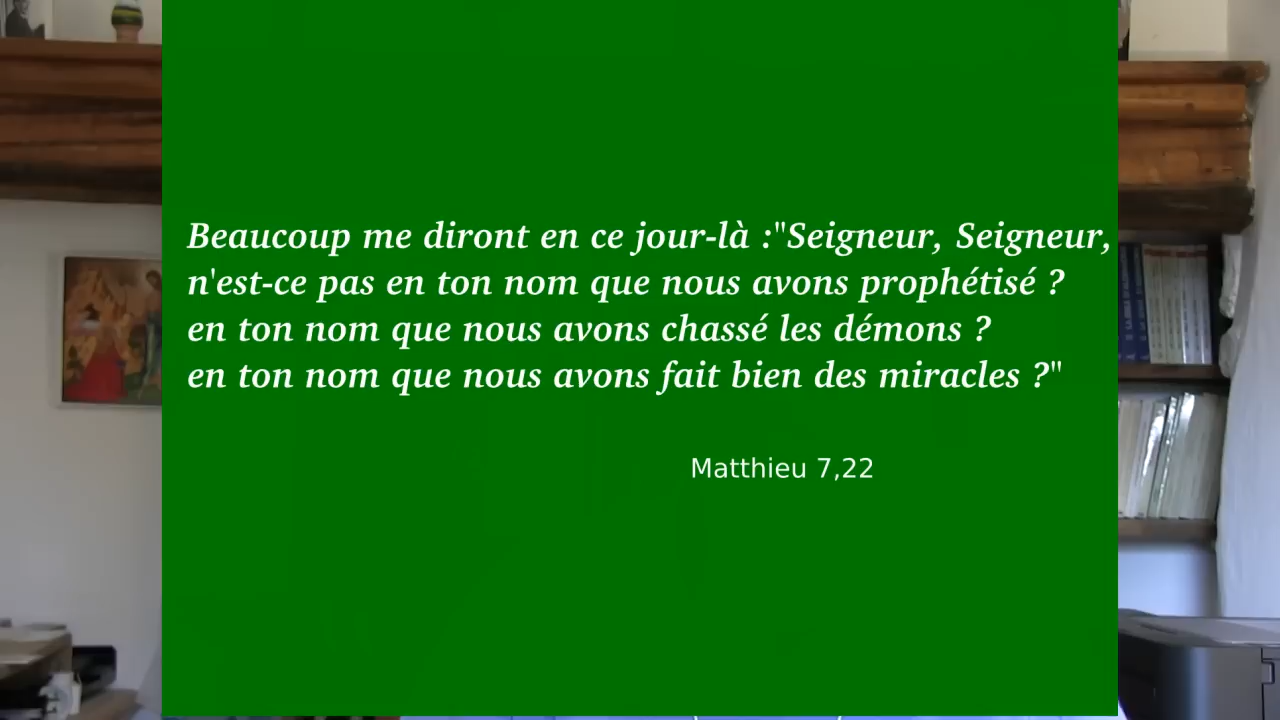 Beaucoup me diront en ce jour-là :"Seigneur, Seigneur,
n'est-ce pas en ton nom que nous avons prophétisé ?
en ton nom que nous avons chassé les démons ?
en ton nom que nous avons fait bien des miracles ?"
Matthieu 7,22